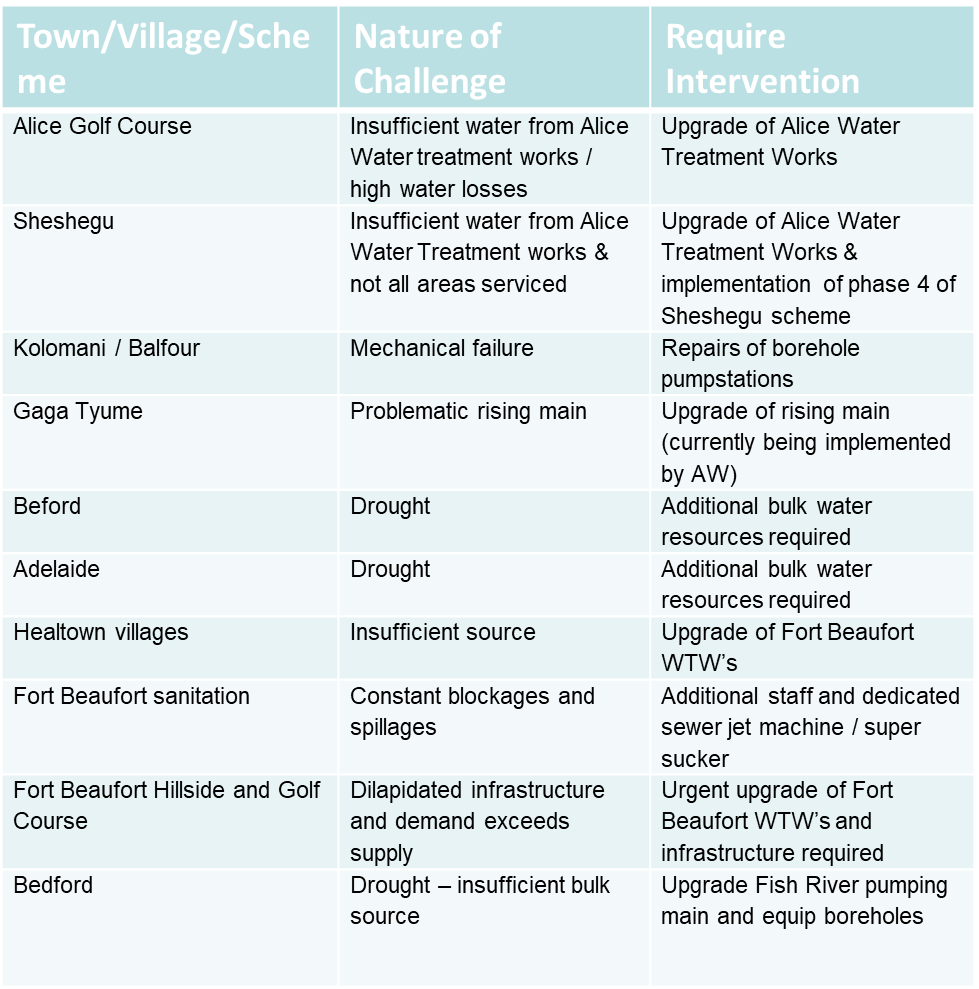 Town/Village/Sche
me
Nature of
Challenge
Require
Intervention
Alice Golf Course
Insufficient water from Alice
Water treatment works /
high water losses
Upgrade of Alice Water
Treatment Works
Sheshegu
Insufficient water from Alice
Water Treatment works &
not all areas serviced
Upgrade of Alice Water
Treatment Works &
implementation of phase 4 of
Sheshegu scheme
Kolomani / Balfour
Mechanical failure
Repairs of borehole
pumpstations
Gaga Tyume
Problematic rising main
Upgrade of rising main
(currently being implemented
by AW)
Beford
Drought
Additional bulk water
resources required
Adelaide
Drought
Additional bulk water
resources required
Healtown villages
Insufficient source
Upgrade of Fort Beaufort
WTW’s
Fort Beaufort sanitation
Constant blockages and
spillages
Additional staff and dedicated
sewer jet machine / super
sucker
Fort Beaufort Hillside and Golf
Course
Dilapidated infrastructure
and demand exceeds
supply
Urgent upgrade of Fort
Beaufort WTW’s and
infrastructure required
Bedford
Drought – insufficient bulk
source
Upgrade Fish River pumping
main and equip boreholes